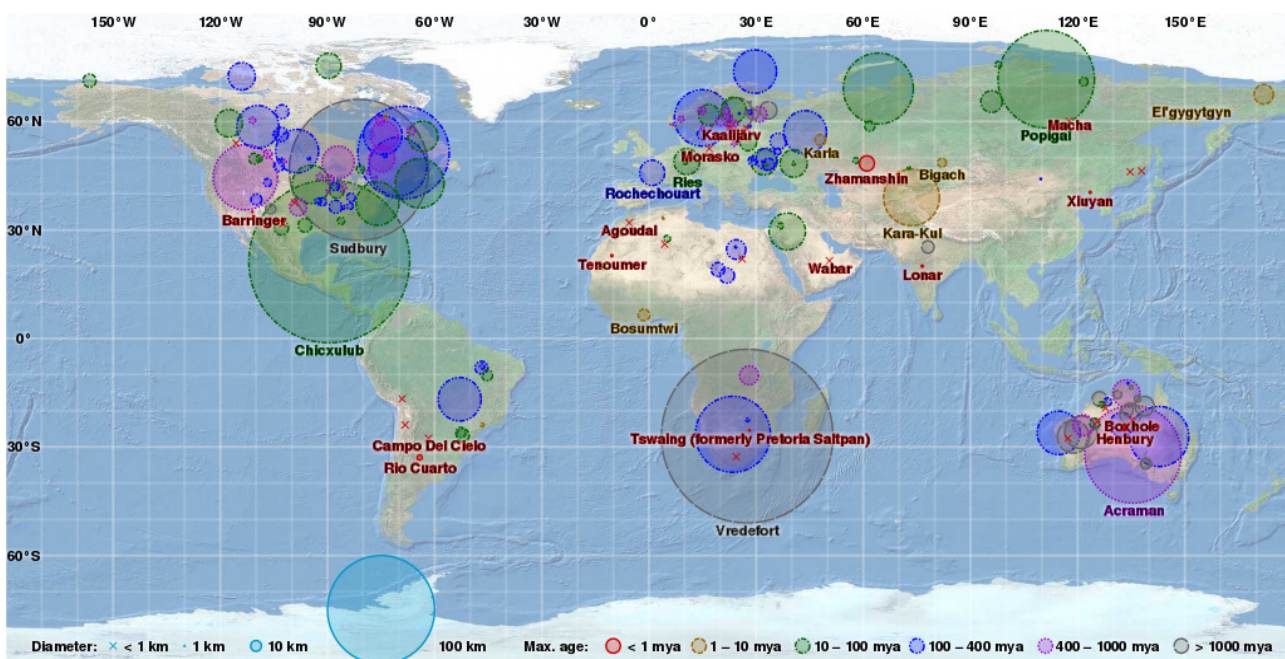 150° W 120° W 90° W 60° W 0° 30° E 60° E 90° E 120° E 150° E
60° N
El'gygytgyn
Macha
Popigai
Kaalijärv
Morasko
Karla
Ries
Zhamanshin
Bigach
Rochechouart
Xiuyan
Barringer
Agoudal
Kara-Kul
30° N
Sudbury
Tenoumer
Wabar
Lonar
Bosumtwi
0°
Chicxulub
30° S
Campo Del Cielo
Tswaing (formerly Pretoria Saltpan)
Boxhole
Henbury
Rio Cuarto
Acraman
Vredefort
60° S
Diameter: < 1 km 1 km 10 km 100 km Max. age: < 1 mya 1 – 10 mya 10 – 100 mya 100 – 400 mya 400 – 1000 mya > 1000 mya